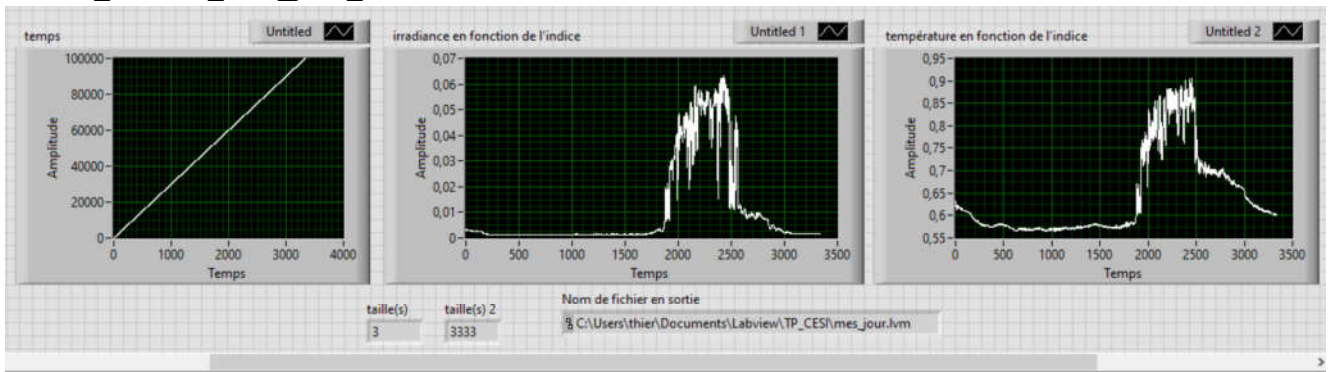 temps
Untitled
100000
80000
60000
40000
20000
0
Amplitude
0 1000 2000 3000 4000
Temps
irradiance en fonction de l'indice
Untitled 1
0,07
0,06
0,05
0,04
0,03
0,02
0,01
0
Amplitude
0 500 1000 1500 2000 2500 3000 3500
Temps
température en fonction de l'indice
Untitled 2
0,95
0,9
0,85
0,8
0,75
0,7
0,65
0,6
0,55
Amplitude
0 500 1000 1500 2000 2500 3000 3500
Temps
taille(s)
3
taille(s) 2
3333
Nom de fichier en sortie
C:\Users\thier\Documents\Labview\TP_CESI\mes_jour.lvm